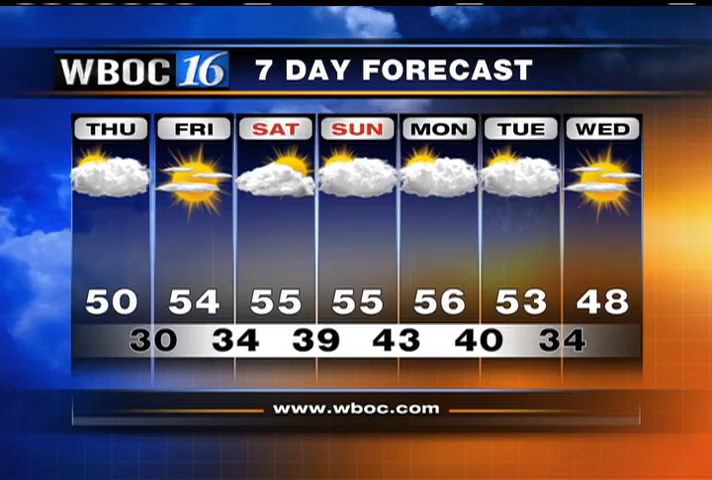 WBOC 16 7 DAY FORECAST
THU FRI SAT SUN MON TUE WED
50 54 55 55 56 53 48
30 34 39 43 40 34
www.wboc.com